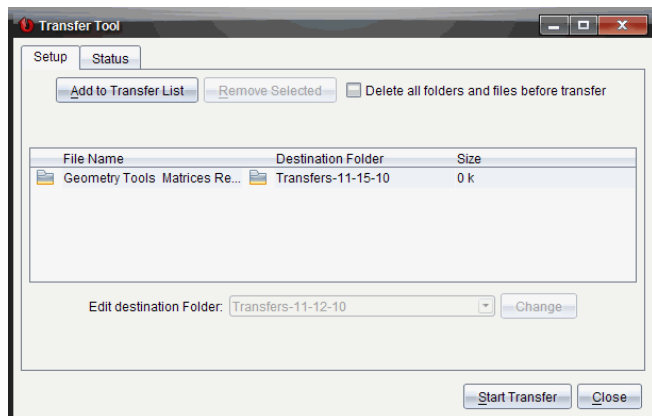 Transfer Tool
Setup Status
Add to Transfer List Remove Selected Delete all folders and files before transfer
File Name Destination Folder Size
Geometry Tools Matrices Re... Transfers-11-15-10 0 k
Edit destination Folder: Transfers-11-12-10 Change
Start Transfer Close